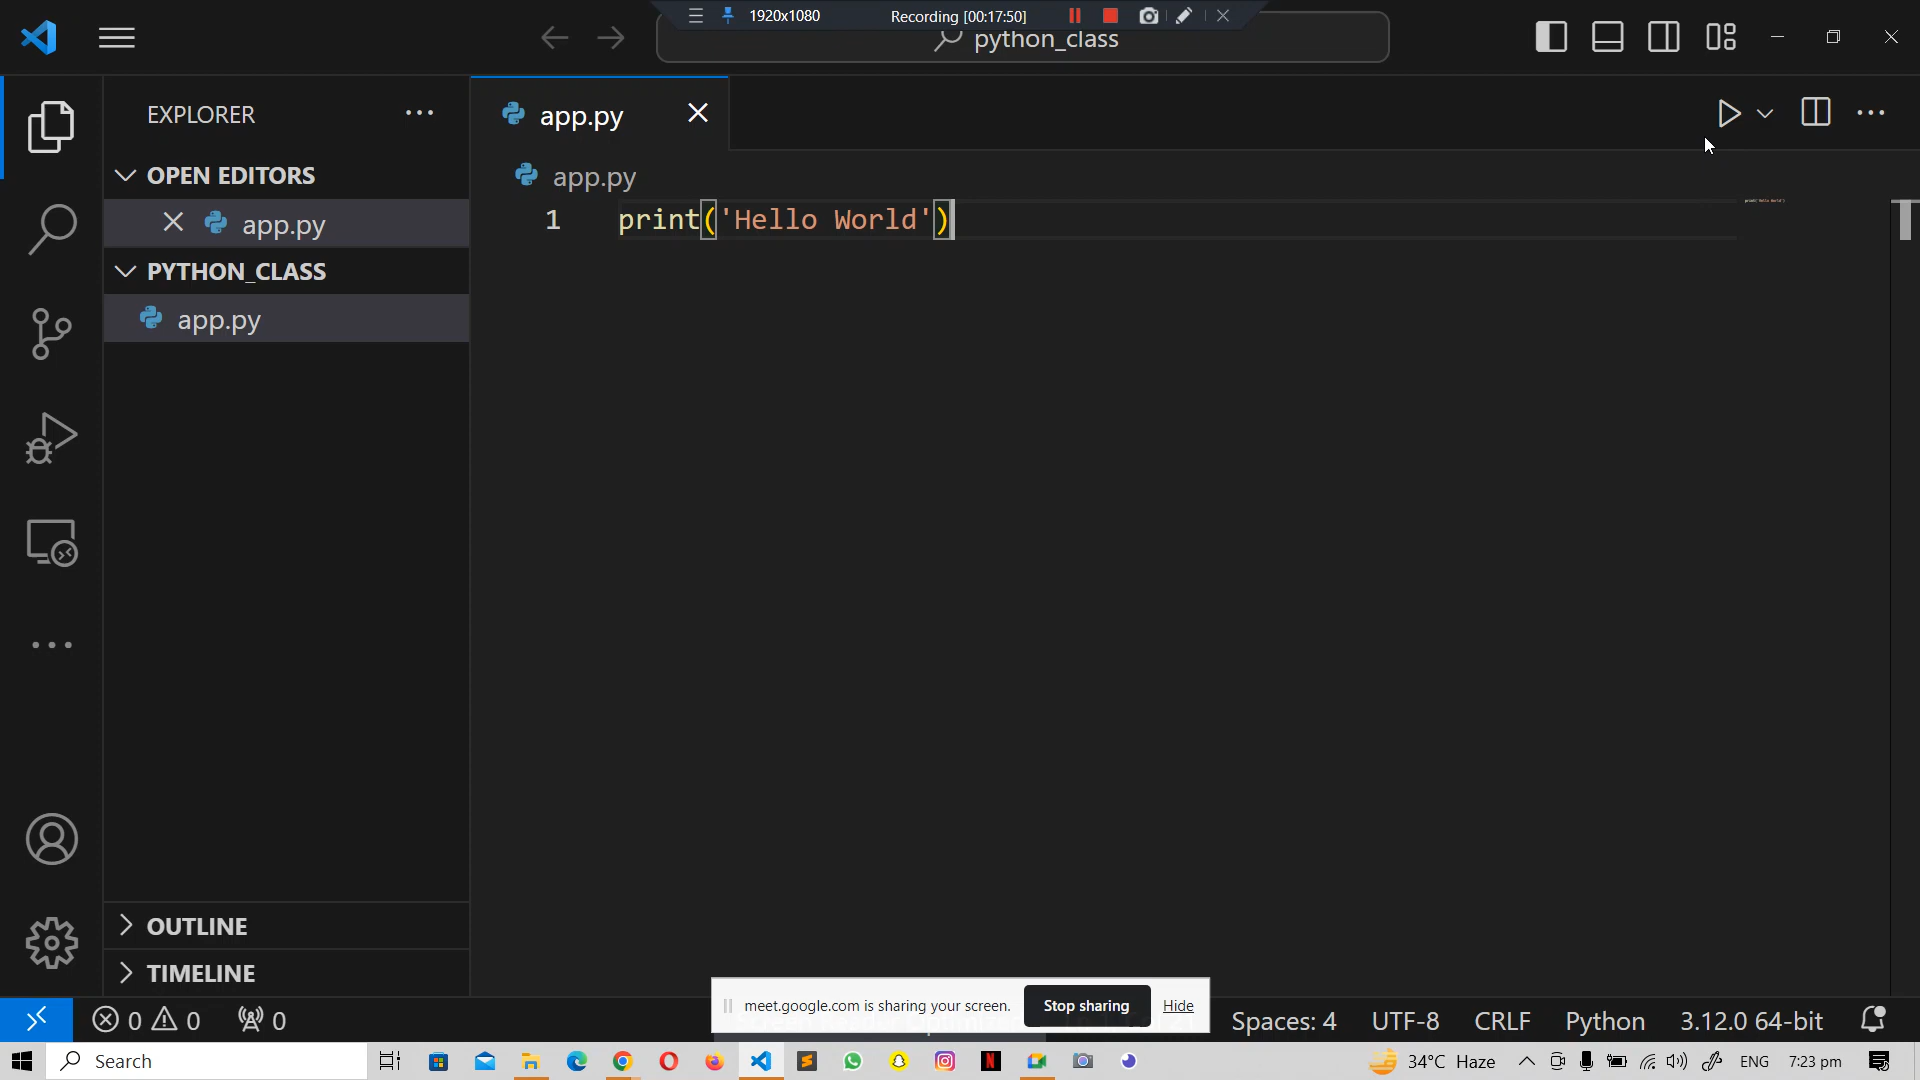 1920x1080
Recording [00:17:50]
python_class
EXPLORER
app.py
OPEN EDITORS
app.py
app.py
1 print('Hello World')
PYTHON_CLASS
app.py
OUTLINE
TIMELINE
meet.google.com is sharing your screen. Stop sharing Hide
0 0 0
Spaces: 4 UTF-8 CRLF Python 3.12.0 64-bit
Search
34°C Haze ENG 7:23 pm